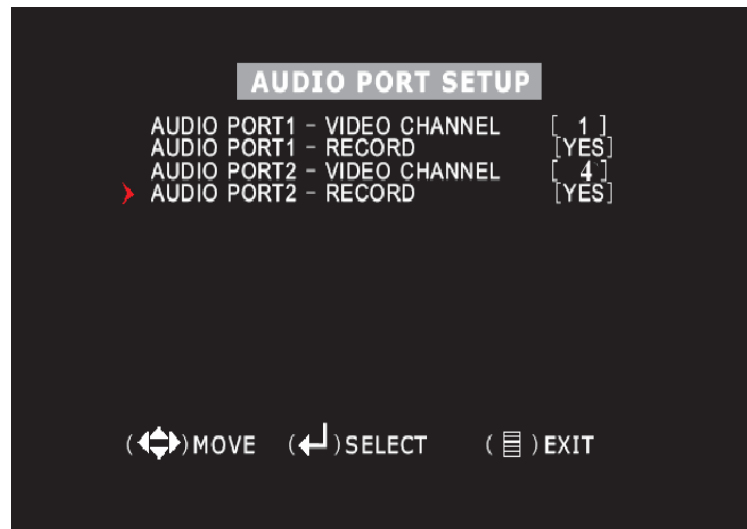 AUDIO PORT SETUP
AUDIO PORT1 - VIDEO CHANNEL [ 1 ]
AUDIO PORT1 - RECORD [YES]
AUDIO PORT2 - VIDEO CHANNEL [ 4 ]
AUDIO PORT2 - RECORD [YES]
( )MOVE ( )SELECT ( )EXIT